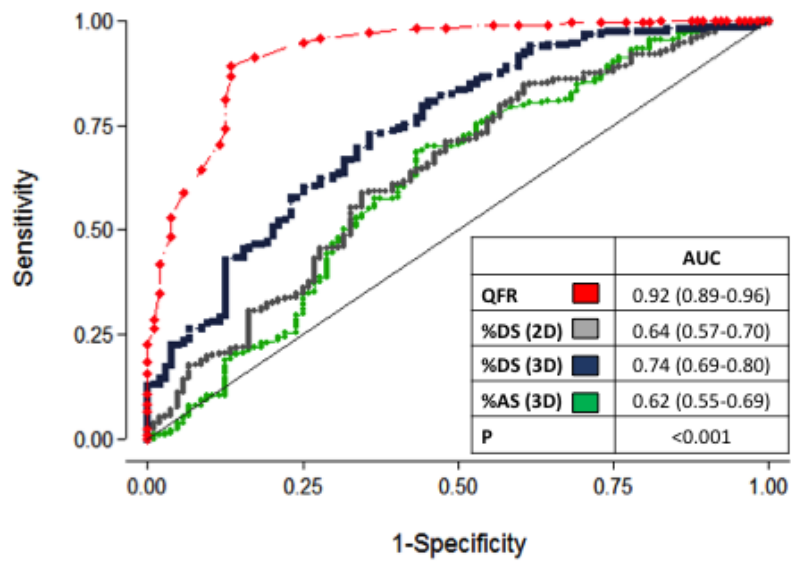 1.00
0.75
0.50
0.25
0.00
Sensitivity
AUC
QFR 0.92 (0.89-0.96)
%DS (2D) 0.64 (0.57-0.70)
%DS (3D) 0.74 (0.69-0.80)
%AS (3D) 0.62 (0.55-0.69)
P <0.001
0.00 0.25 0.50 0.75 1.00
1-Specificity